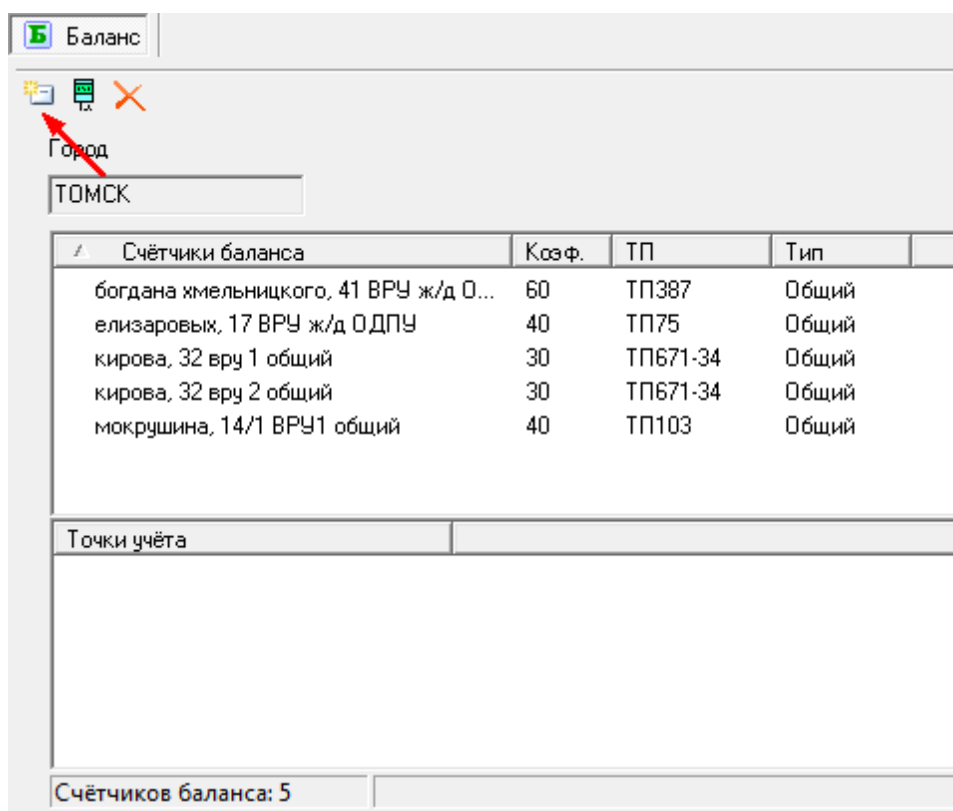 Б Баланс
Город
ТОМСК
Счётчики баланса Коэф. ТП Тип
богдана хмельницкого, 41 ВРУ ж/д О... 60 ТП387 Общий
елизаровых, 17 ВРУ ж/д ОДПУ 40 ТП75 Общий
кирова, 32 вру 1 общий 30 ТП671-34 Общий
кирова, 32 вру 2 общий 30 ТП671-34 Общий
мокрушина, 14/1 ВРУ1 общий 40 ТП103 Общий
Точки учёта
Счётчиков баланса: 5